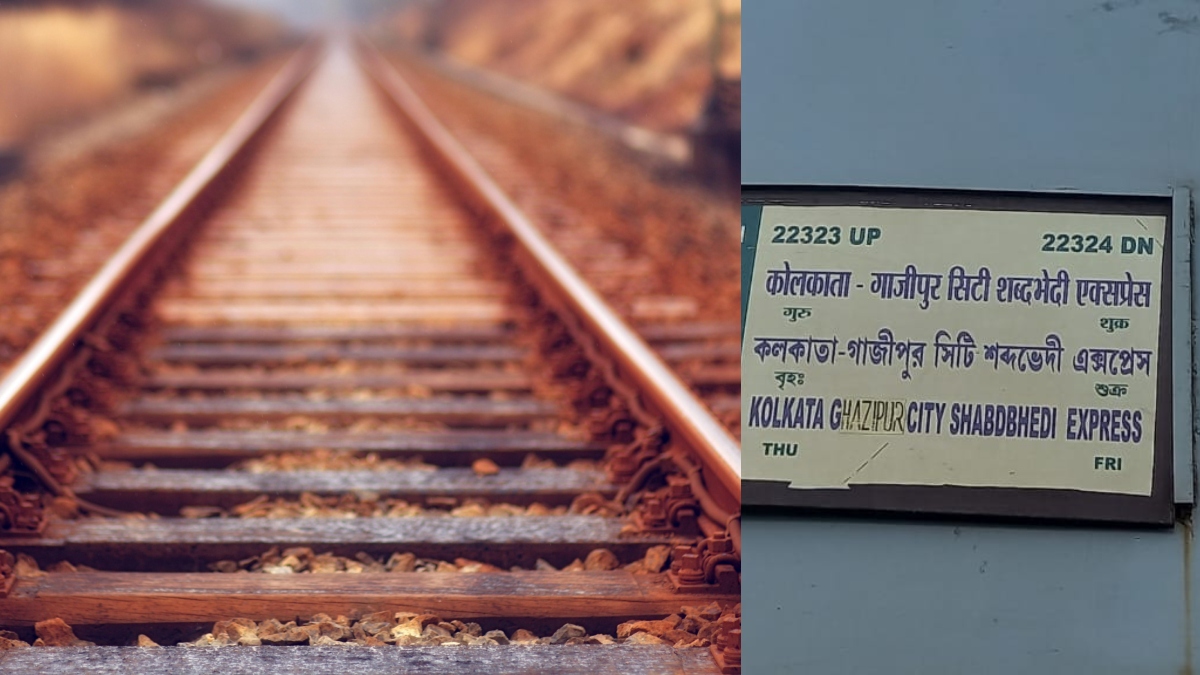 22323 UP 22324 DN
कोलकाता - गाजीपुर सिटी शब्दभेदी एक्सप्रेस
गुरु शुक्र
কলকাতা-গাজীপুর সিটি শব্দভেদী এক্সপ্রেস
বৃহঃ শুক্র
KOLKATA GHAZIPUR CITY SHABDBHEDI EXPRESS
THU FRI